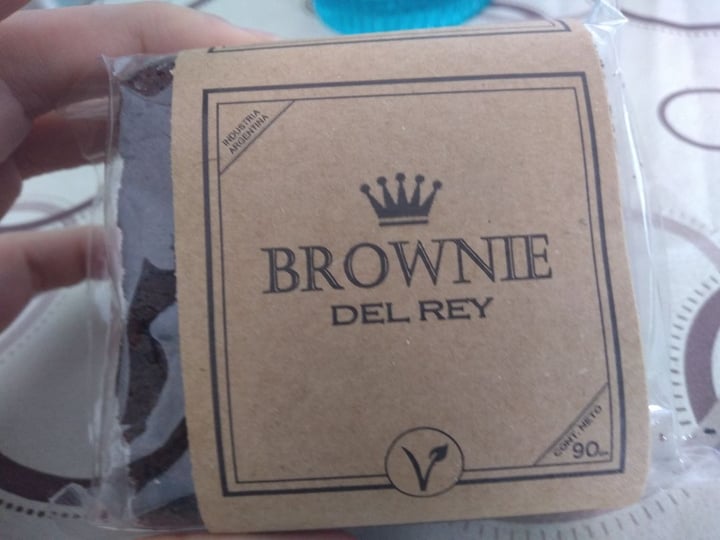 INDUSTRIA
ARGENTINA
BROWNIE
DEL REY
CONT. NETO
90